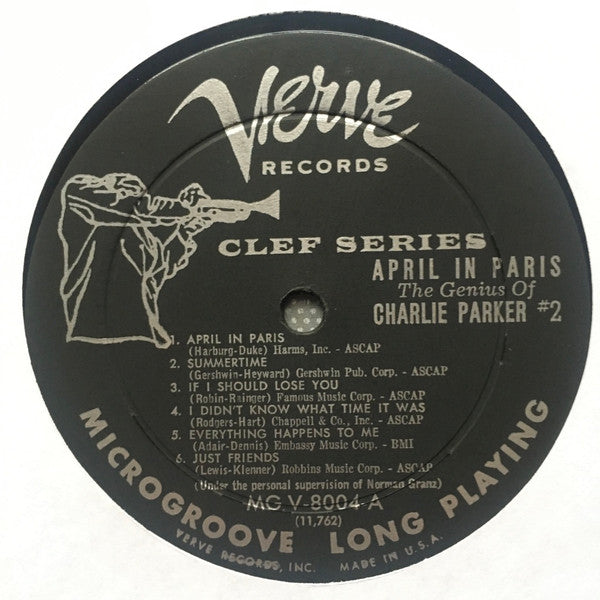 Verve
RECORDS
CLEF SERIES
APRIL IN PARIS
The Genius Of
CHARLIE PARKER #2
1. APRIL IN PARIS
(Harburg-Duke) Harms, Inc. - ASCAP
2. SUMMERTIME
(Gershwin-Heyward) Gershwin Pub. Corp. - ASCAP
3. IF I SHOULD LOSE YOU
(Robin-Rainger) Famous Music Corp. - ASCAP
4. I DIDN'T KNOW WHAT TIME IT WAS
(Rodgers-Hart) Chappell & Co., Inc. - ASCAP
5. EVERYTHING HAPPENS TO ME
(Adair-Dennis) Embassy Music Corp. - BMI
6. JUST FRIENDS
(Lewis-Klenner) Robbins Music Corp. - ASCAP
(Under the personal supervision of Norman Granz)
MG V-8004-A
(11,762)
MICROGROOVE LONG PLAYING
VERVE RECORDS, INC. MADE IN U.S.A.